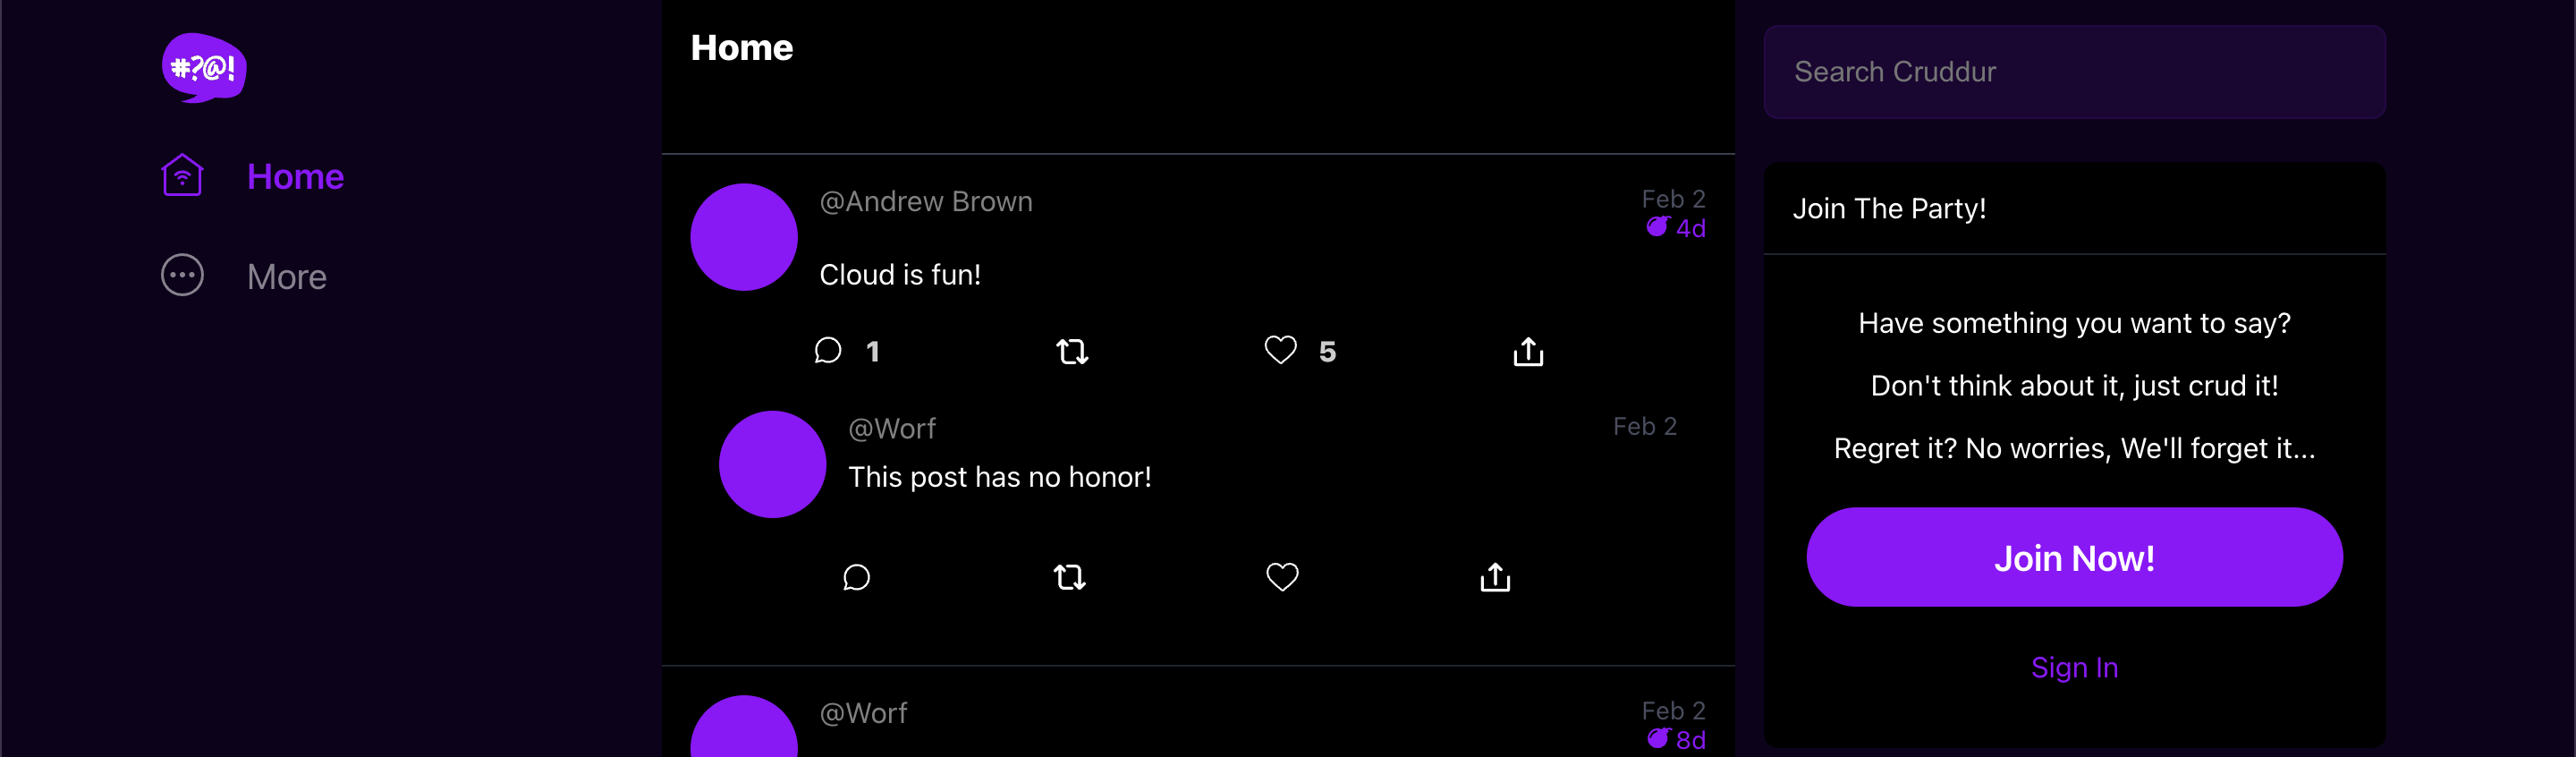 #?@!
Home
More
Home
@Andrew Brown
Feb 2
4d
Cloud is fun!
1
5
@Worf
Feb 2
This post has no honor!
@Worf
Feb 2
8d
Search Cruddur
Join The Party!
Have something you want to say?
Don't think about it, just crud it!
Regret it? No worries, We'll forget it...
Join Now!
Sign In